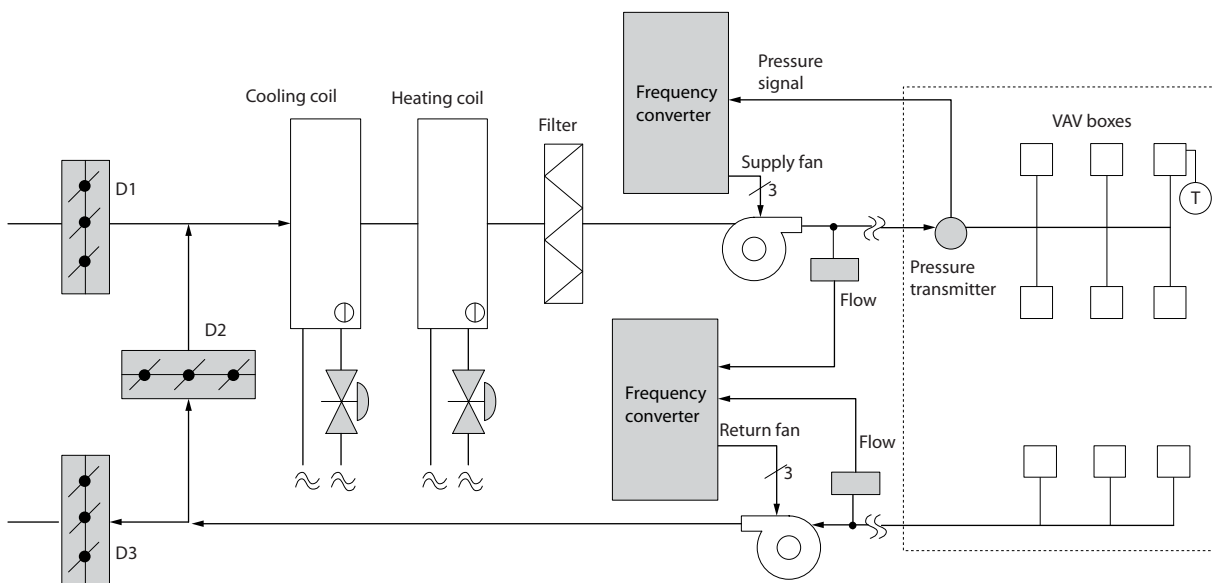 Pressure
signal
Cooling coil
Heating coil
Frequency
converter
VAV boxes
Filter
Supply fan
D1
3
T
Pressure
transmitter
Flow
D2
Frequency
converter
Return fan
Flow
3
D3